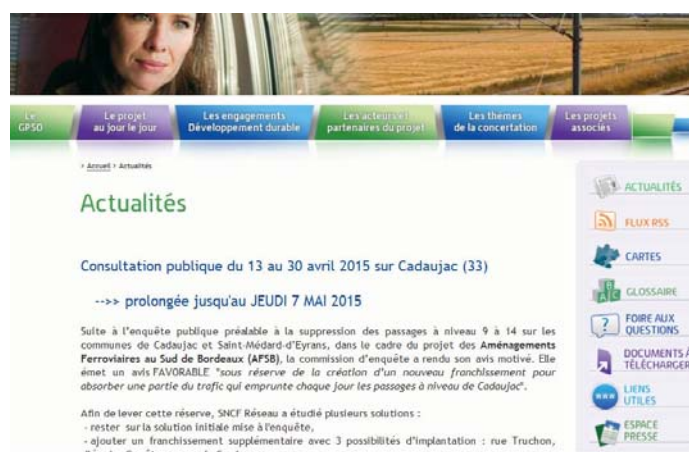 Le
GPSO
Le projet
au jour le jour
Les engagements
Développement durable
Les acteurs et
partenaires du projet
Les thèmes
de la concertation
Les projets
associés
> Accueil > Actualités
Actualités
Consultation publique du 13 au 30 avril 2015 sur Cadaujac (33)
-->> prolongée jusqu'au JEUDI 7 MAI 2015
Suite à l'enquête publique préalable à la suppression des passages à niveau 9 à 14 sur les
communes de Cadaujac et Saint-Médard-d'Eyrans, dans le cadre du projet des Aménagements
Ferroviaires au Sud de Bordeaux (AFSB), la commission d'enquête a rendu son avis motivé. Elle
émet un avis FAVORABLE "sous réserve de la création d'un nouveau franchissement pour
absorber une partie du trafic qui emprunte chaque jour les passages à niveau de Cadaujac".
Afin de lever cette réserve, SNCF Réseau a étudié plusieurs solutions :
- rester sur la solution initiale mise à l'enquête,
- ajouter un franchissement supplémentaire avec 3 possibilités d'implantation : rue Truchon,
ACTUALITÉS
FLUX RSS
CARTES
A
B
C
GLOSSAIRE
?
FOIRE AUX
QUESTIONS
DOCUMENTS À
TÉLÉCHARGER
www
LIENS
UTILES
ESPACE
PRESSE